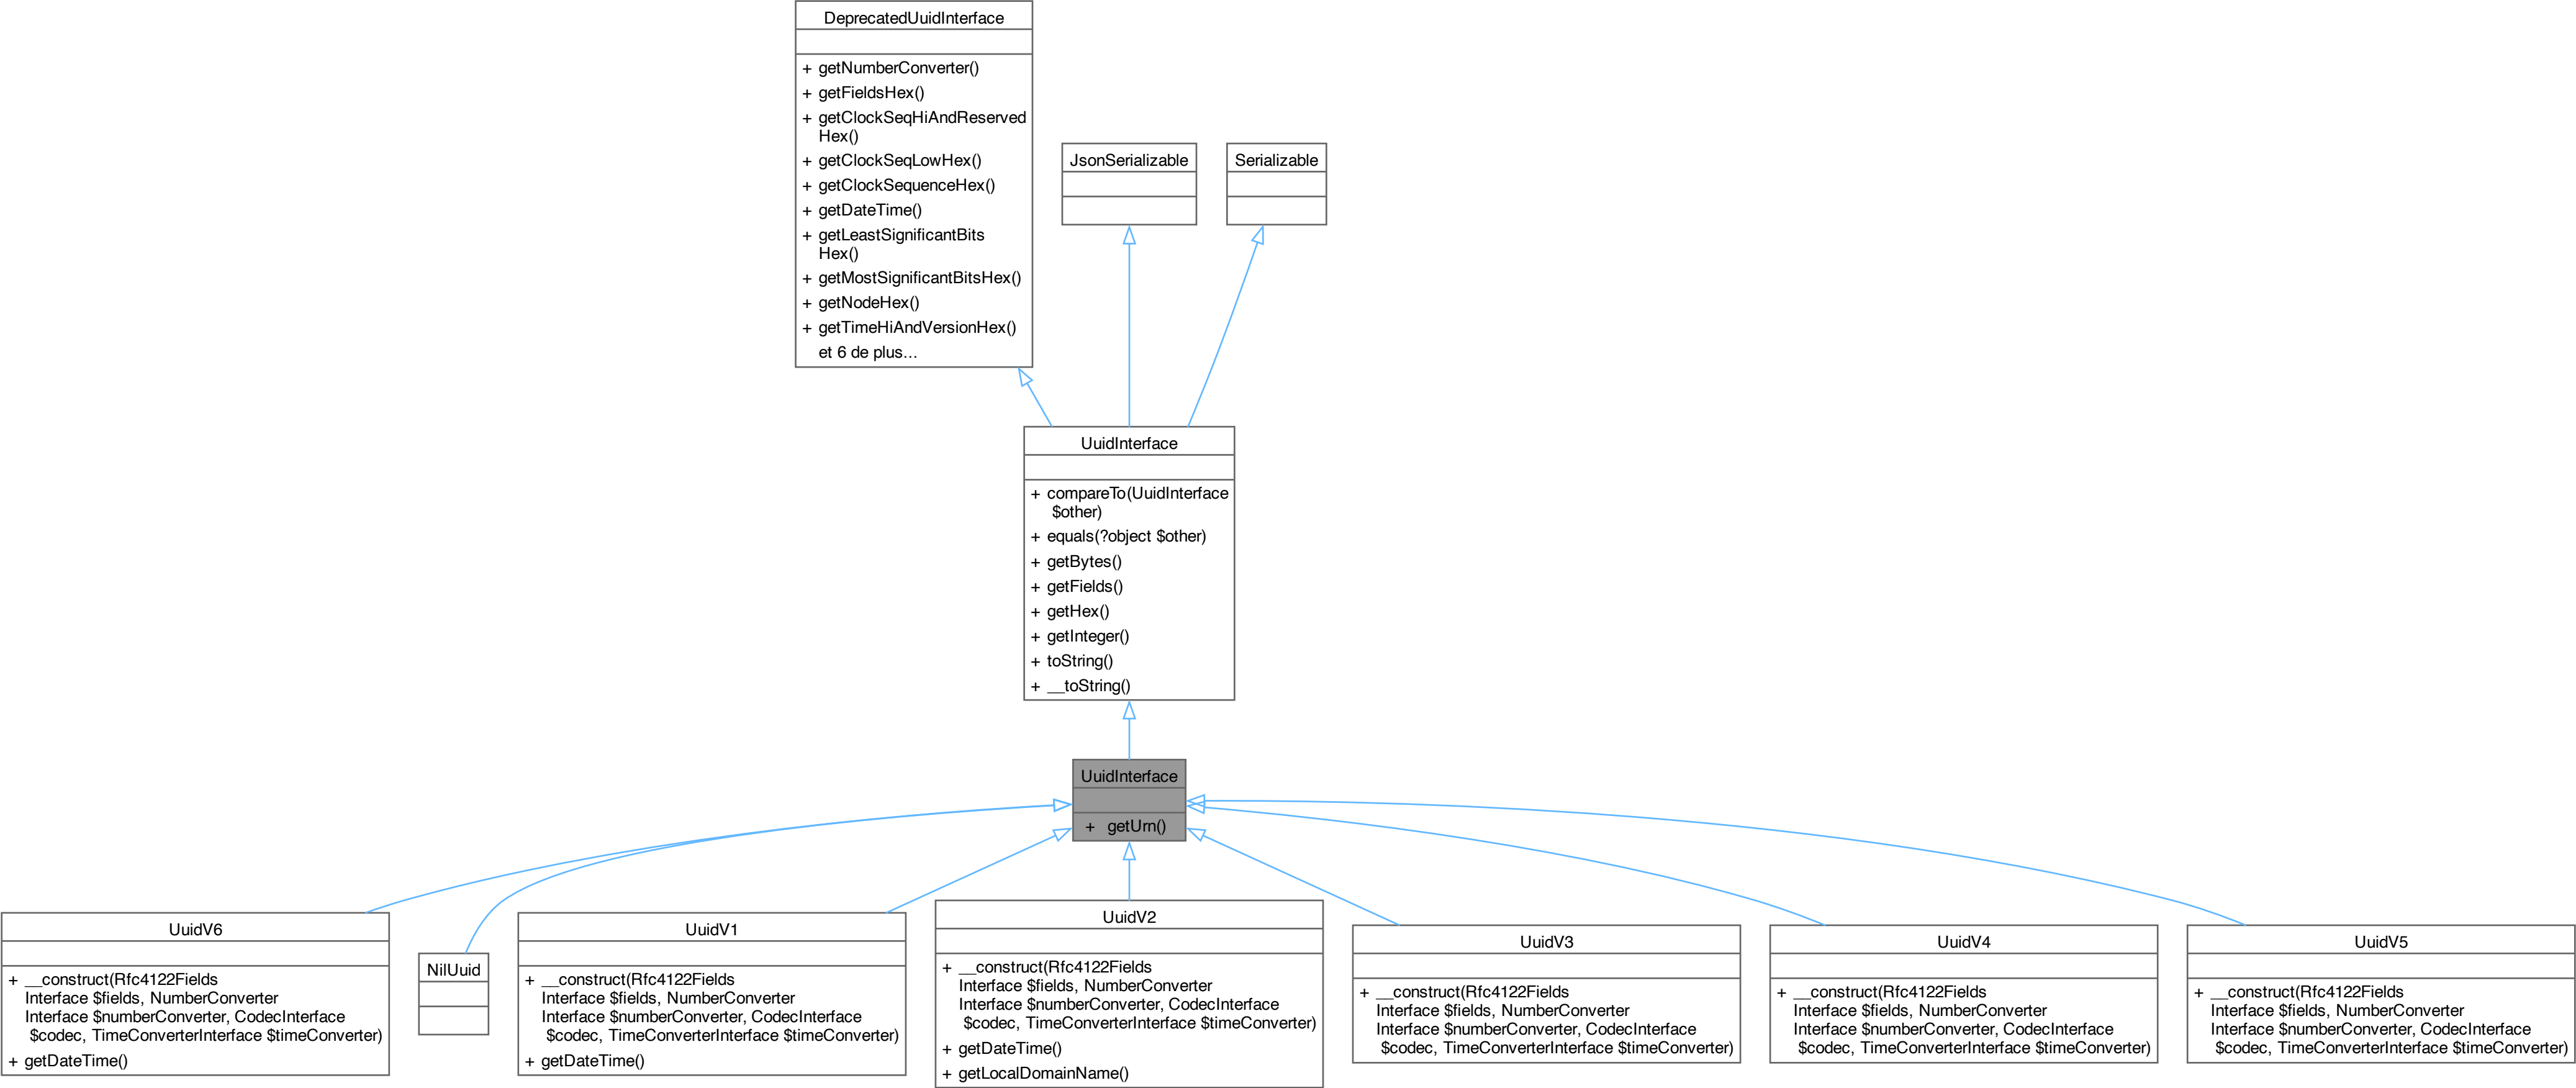 DeprecatedUuidInterface
+ getNumberConverter()
+ getFieldsHex()
+ getClockSeqHiAndReserved
Hex()
+ getClockSeqLowHex()
+ getClockSequenceHex()
+ getDateTime()
+ getLeastSignificantBits
Hex()
+ getMostSignificantBitsHex()
+ getNodeHex()
+ getTimeHiAndVersionHex()
et 6 de plus...
JsonSerializable
Serializable
UuidInterface
+ compareTo(UuidInterface
$other)
+ equals(?object $other)
+ getBytes()
+ getFields()
+ getHex()
+ getInteger()
+ toString()
+ __toString()
UuidInterface
+ getUrn()
UuidV6
+ __construct(Rfc4122Fields
Interface $fields, NumberConverter
Interface $numberConverter, CodecInterface
$codec, TimeConverterInterface $timeConverter)
+ getDateTime()
NilUuid
UuidV1
+ __construct(Rfc4122Fields
Interface $fields, NumberConverter
Interface $numberConverter, CodecInterface
$codec, TimeConverterInterface $timeConverter)
+ getDateTime()
UuidV2
+ __construct(Rfc4122Fields
Interface $fields, NumberConverter
Interface $numberConverter, CodecInterface
$codec, TimeConverterInterface $timeConverter)
+ getDateTime()
+ getLocalDomainName()
UuidV3
+ __construct(Rfc4122Fields
Interface $fields, NumberConverter
Interface $numberConverter, CodecInterface
$codec, TimeConverterInterface $timeConverter)
UuidV4
+ __construct(Rfc4122Fields
Interface $fields, NumberConverter
Interface $numberConverter, CodecInterface
$codec, TimeConverterInterface $timeConverter)
UuidV5
+ __construct(Rfc4122Fields
Interface $fields, NumberConverter
Interface $numberConverter, CodecInterface
$codec, TimeConverterInterface $timeConverter)